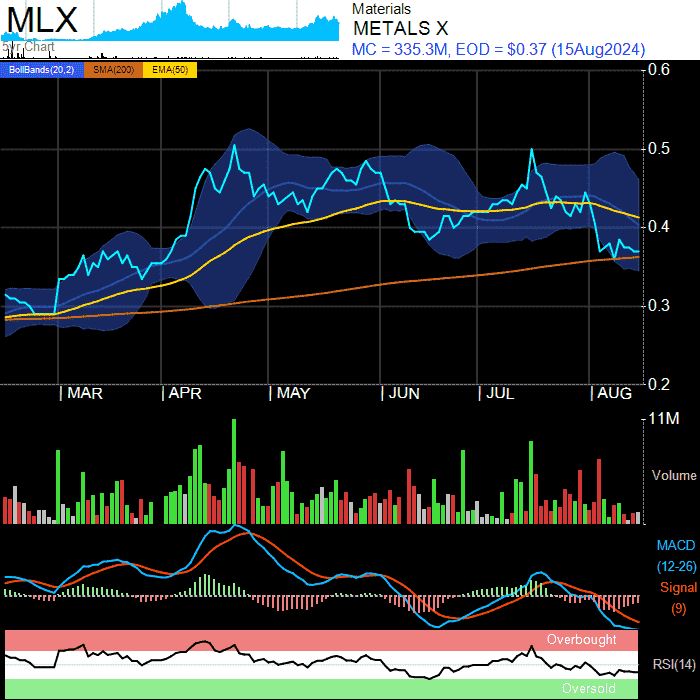 MLX
5yr Chart
Materials
METALS X
MC = 335.3M, EOD = $0.37 (15Aug2024)
BollBands(20,2) SMA(200) EMA(50)
0.6
0.5
0.4
0.3
0.2
MAR APR MAY JUN JUL AUG
11M
Volume
MACD
(12-26)
Signal
(9)
Overbought
RSI(14)
Oversold